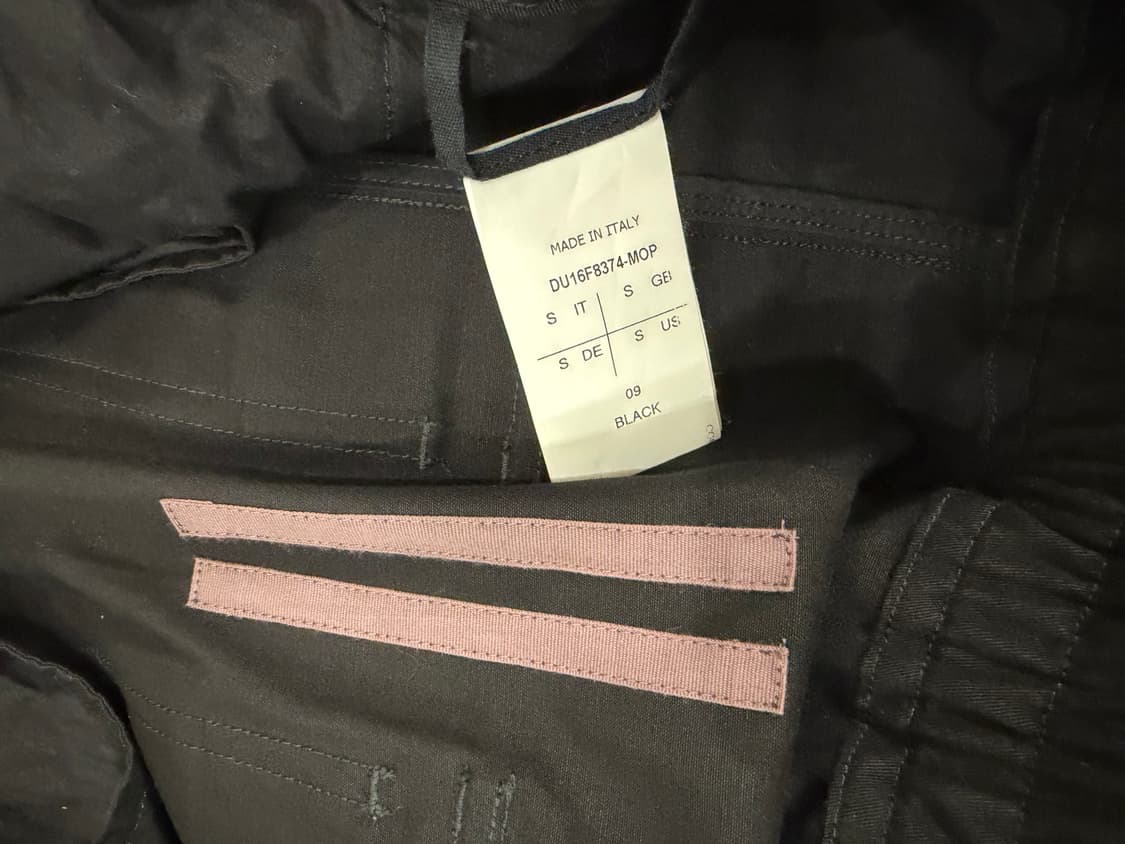 MADE IN ITALY
DU16F8374-MOP
S IT S GB
S DE S US
09
BLACK